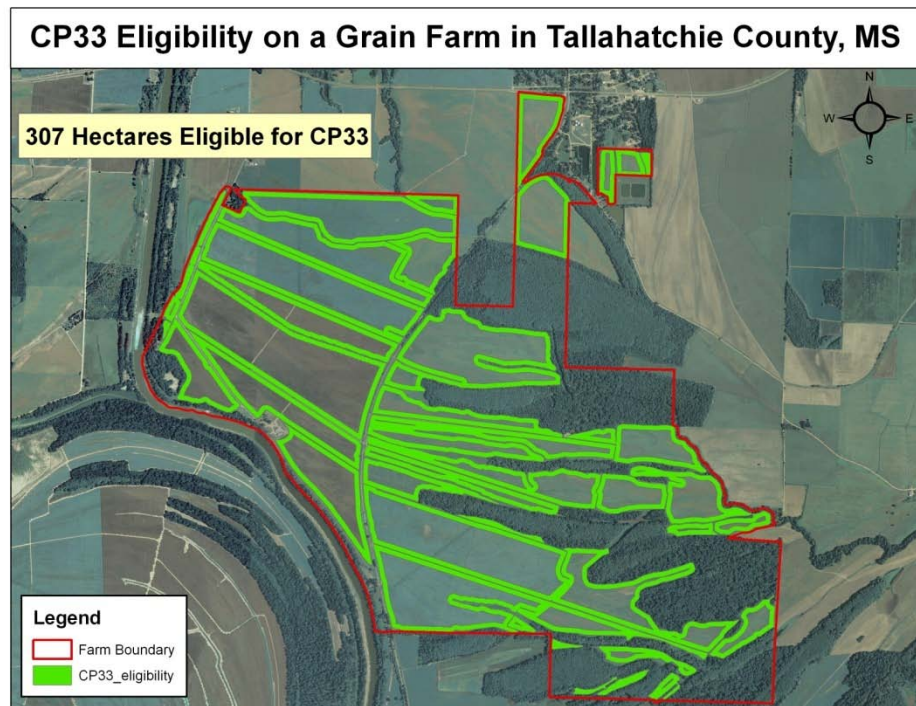 CP33 Eligibility on a Grain Farm in Tallahatchie County, MS
307 Hectares Eligible for CP33
N
W
E
S
Legend
Farm Boundary
CP33_eligibility